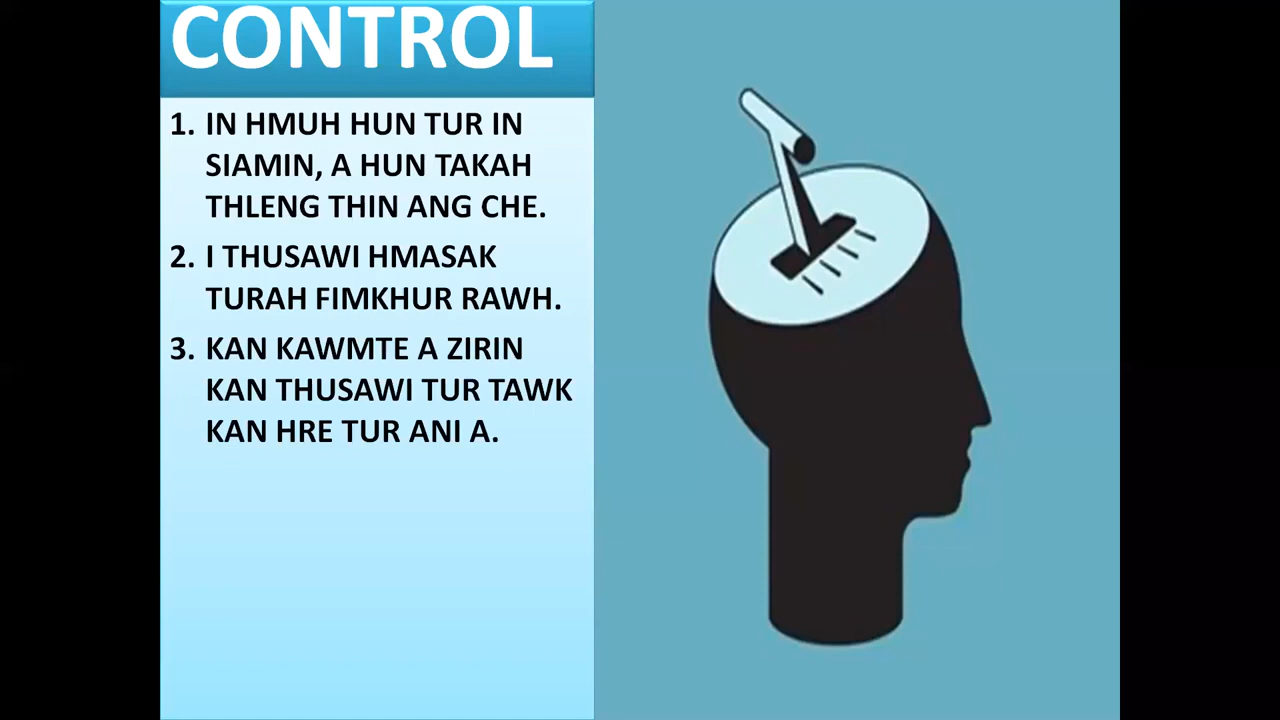 CONTROL
1. IN HMUH HUN TUR IN
SIAMIN, A HUN TAKAH
THLENG THIN ANG CHE.
2. I THUSAWI HMASAK
TURAH FIMKHUR RAWH.
3. KAN KAWMTE A ZIRIN
KAN THUSAWI TUR TAWK
KAN HRE TUR ANI A.